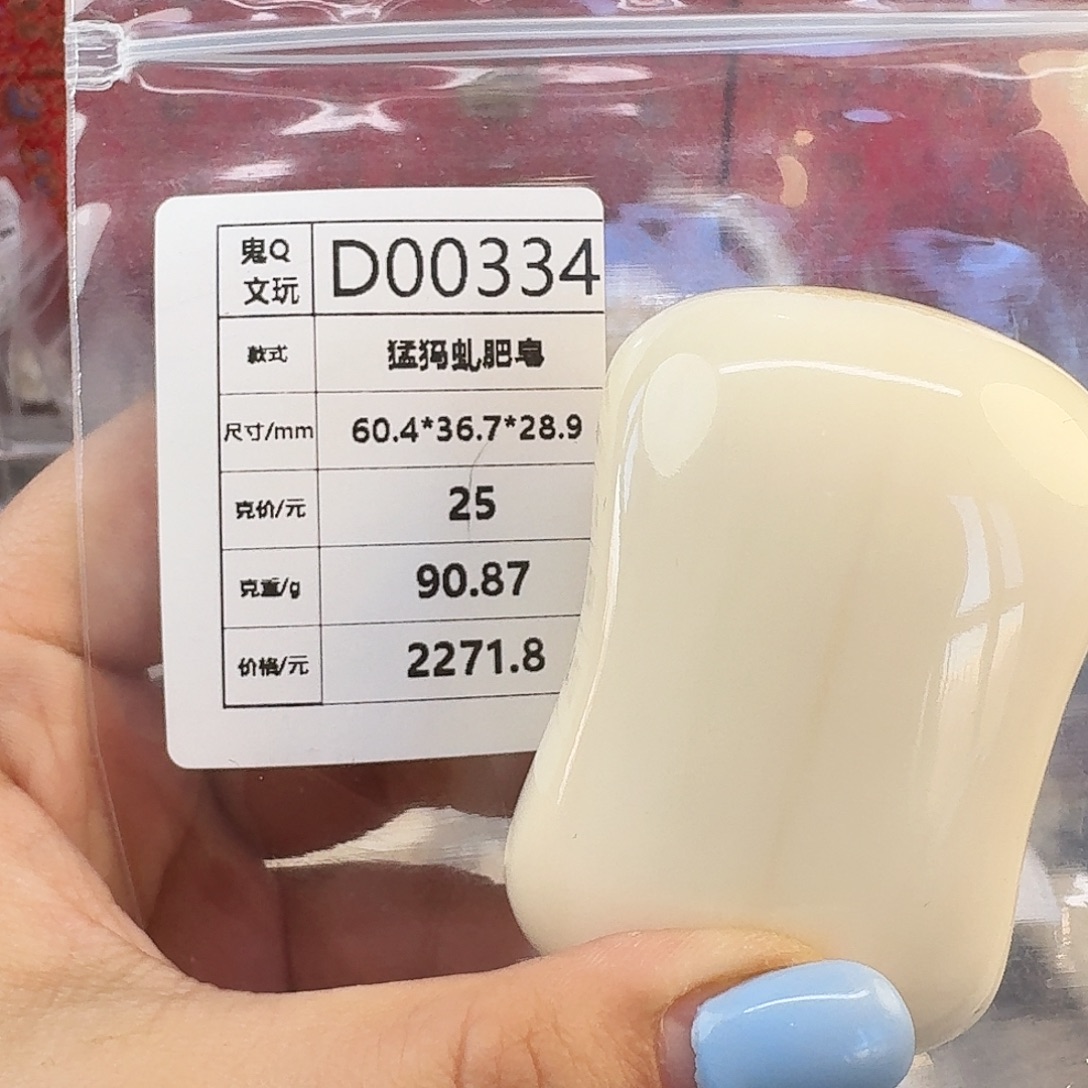 鬼Q
文玩
D00334
款式
猛犸虬肥皂
尺寸/mm
60.4*36.7*28.9
克价/元
25
克重/g
90.87
价格/元
2271.8